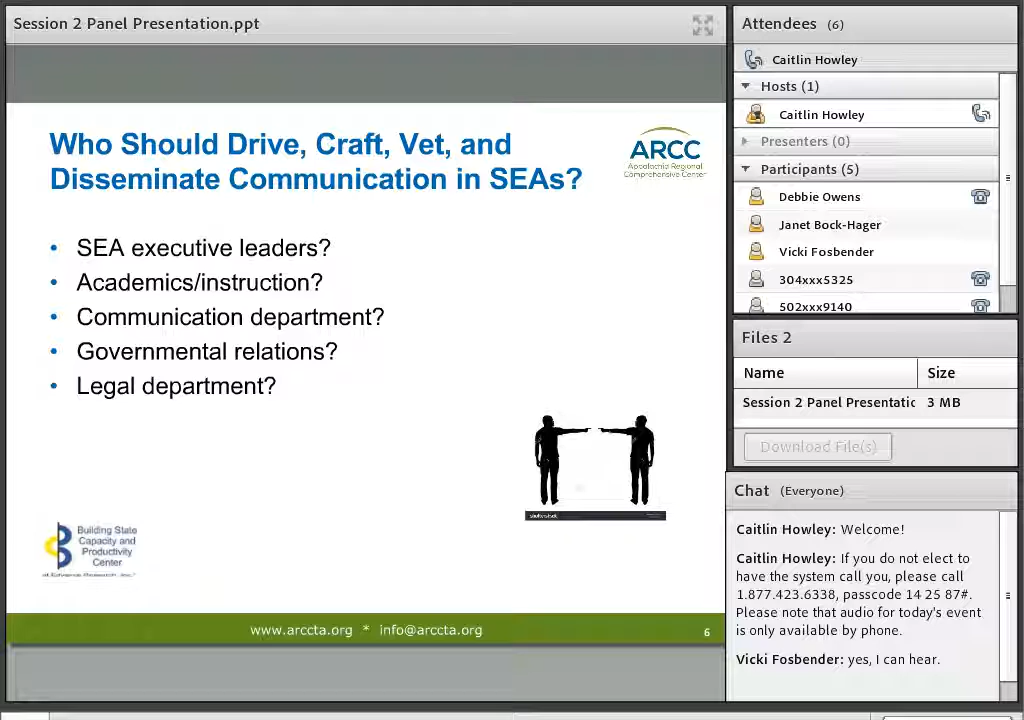 Session 2 Panel Presentation.ppt
Who Should Drive, Craft, Vet, and
Disseminate Communication in SEAs?
ARCC
Appalachia Regional
Comprehensive Center
• SEA executive leaders?
• Academics/instruction?
• Communication department?
• Governmental relations?
• Legal department?
Building State
Capacity and
Productivity
Center
at Edvance Research, Inc.
www.arccta.org * info@arccta.org
6
Attendees (6)
Caitlin Howley
Hosts (1)
Caitlin Howley
Presenters (0)
Participants (5)
Debbie Owens
Janet Bock-Hager
Vicki Fosbender
304xxx5325
502xxx9140
Files 2
Name Size
Session 2 Panel Presentatic 3 MB
Download File(s)
Chat (Everyone)
Caitlin Howley: Welcome!
Caitlin Howley: If you do not elect to
have the system call you, please call
1.877.423.6338, passcode 14 25 87#.
Please note that audio for today's event
is only available by phone.
Vicki Fosbender: yes, I can hear.